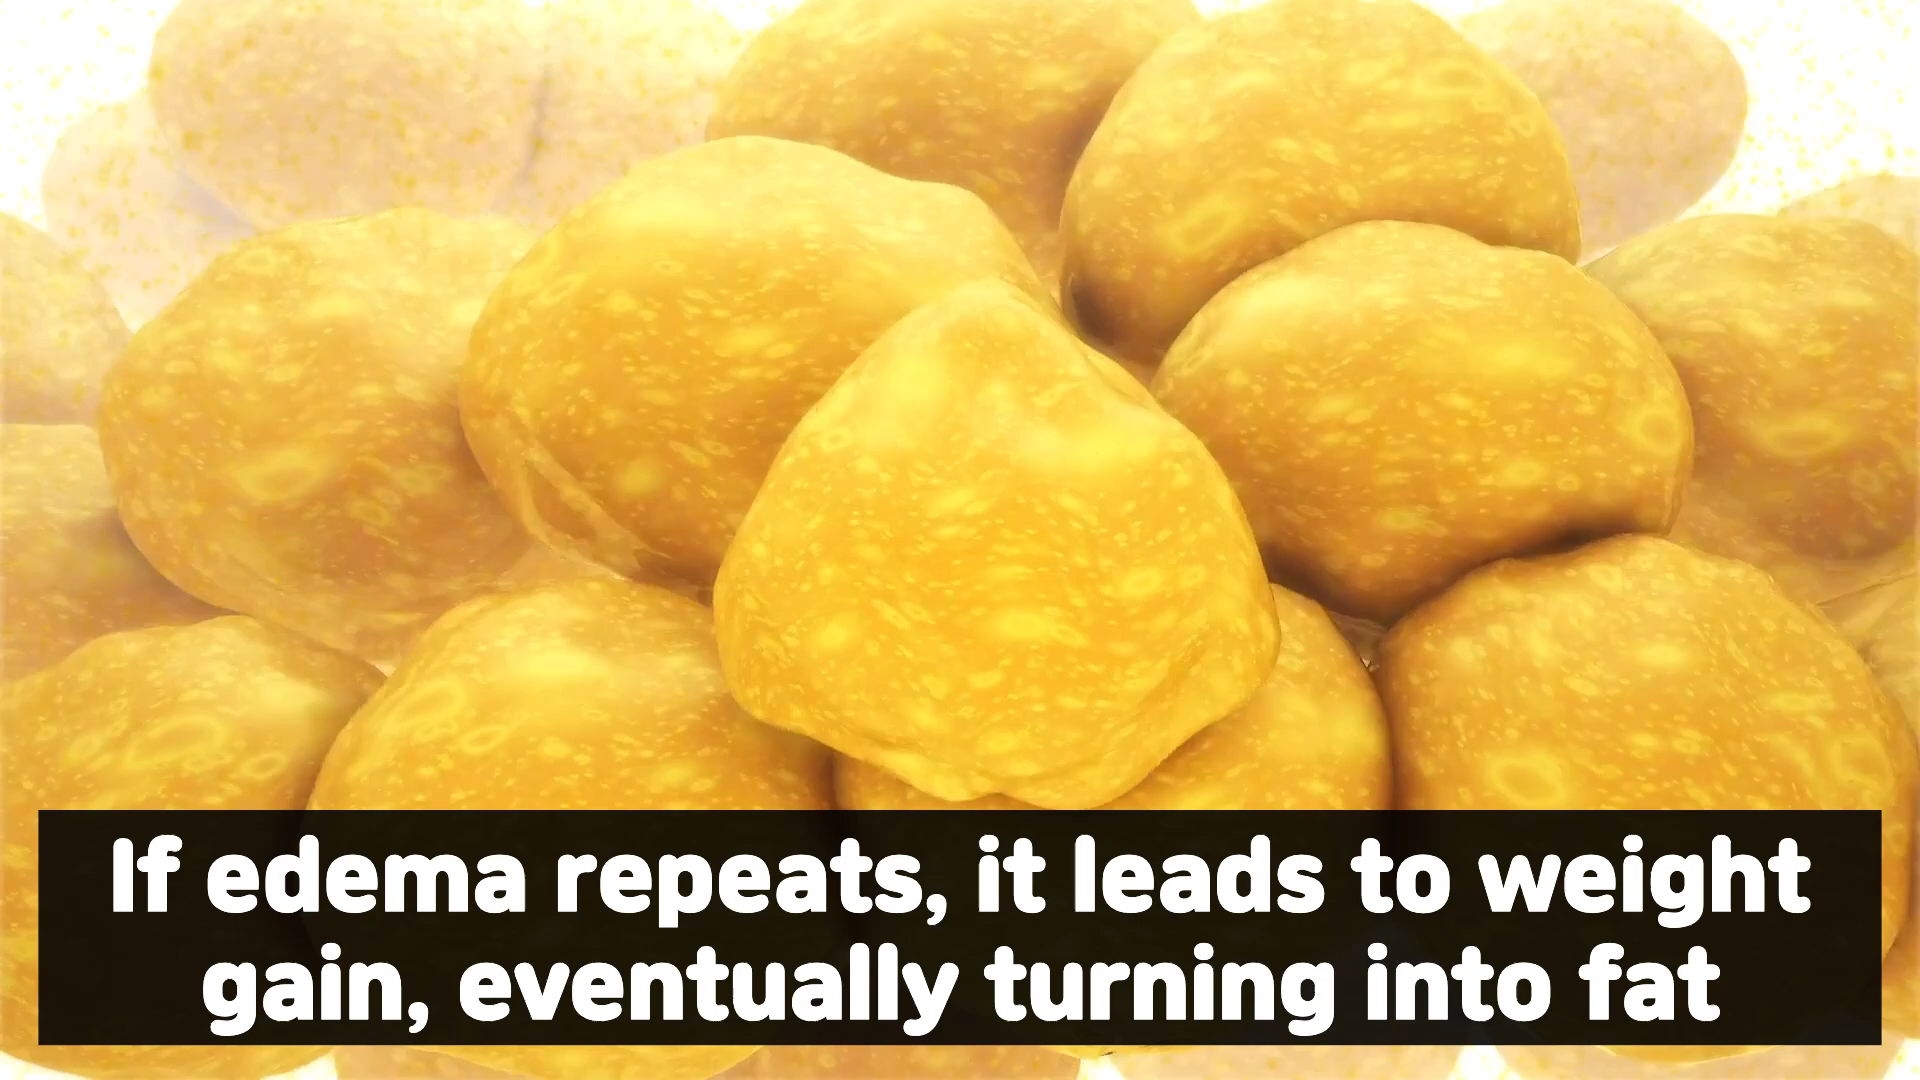 If edema repeats, it leads to weight
gain, eventually turning into fat